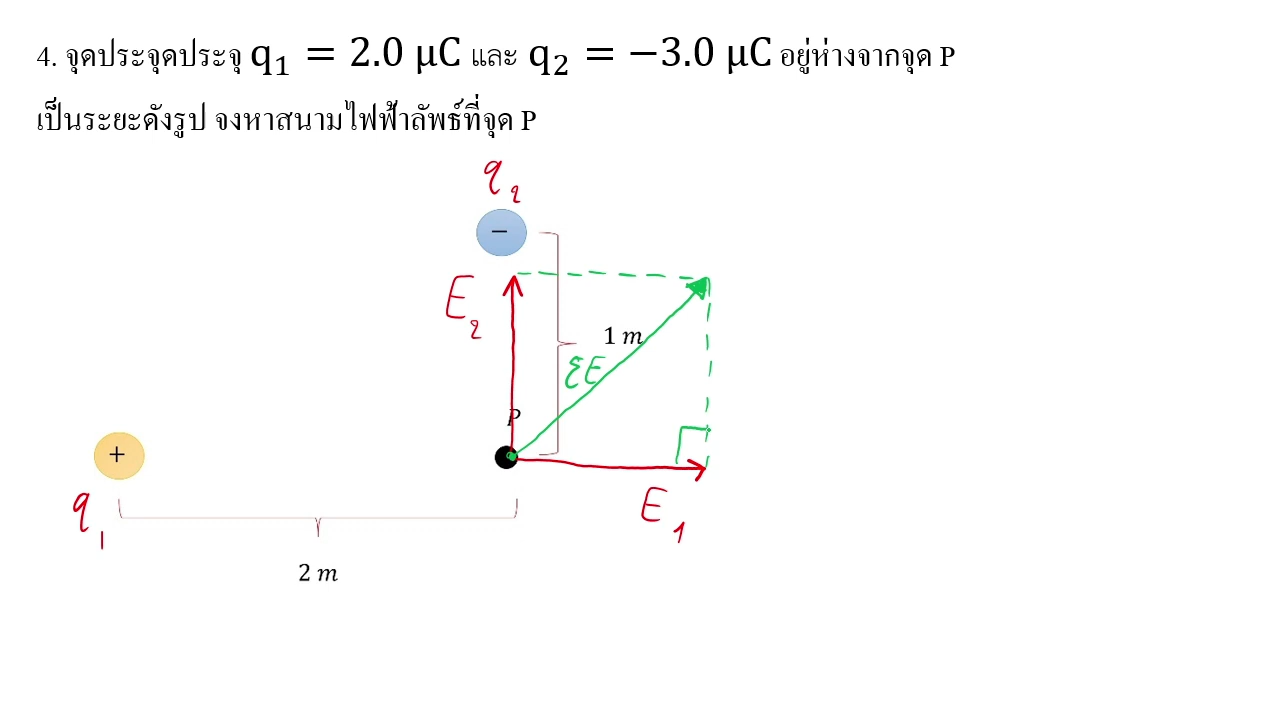 4. จุดประจุดประจุ q₁ = 2.0 μC และ q₂ = −3.0 μC อยู่ห่างจากจุด P
เป็นระยะดังรูป จงหาสนามไฟฟ้าลัพธ์ที่จุด P
q₂
−
E₂
1 m
ΣE
P
+
q₁
E₁
2 m